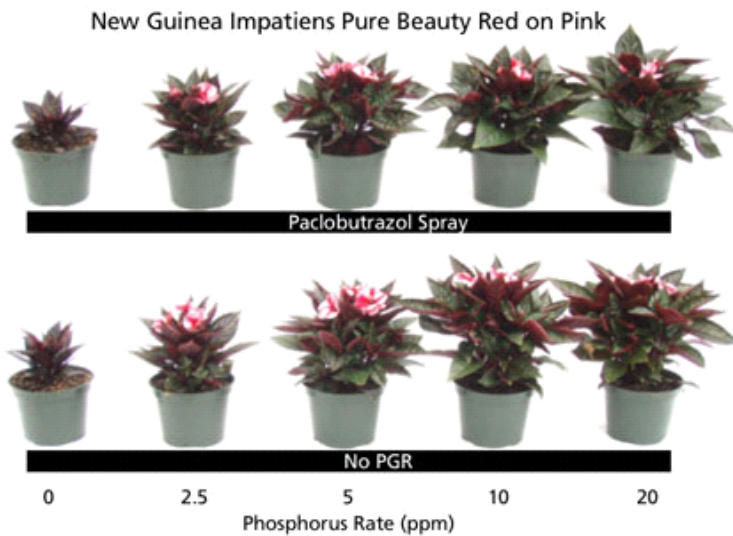 New Guinea Impatiens Pure Beauty Red on Pink
Paclobutrazol Spray
No PGR
0 2.5 5 10 20
Phosphorus Rate (ppm)